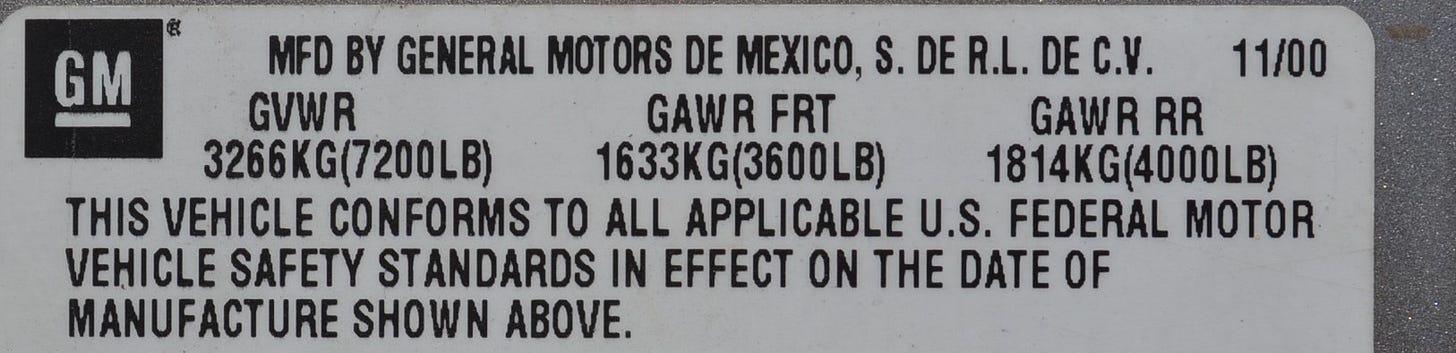 GM®
MFD BY GENERAL MOTORS DE MEXICO, S. DE R.L. DE C.V. 11/00
GVWR GAWR FRT GAWR RR
3266KG(7200LB) 1633KG(3600LB) 1814KG(4000LB)
THIS VEHICLE CONFORMS TO ALL APPLICABLE U.S. FEDERAL MOTOR
VEHICLE SAFETY STANDARDS IN EFFECT ON THE DATE OF
MANUFACTURE SHOWN ABOVE.